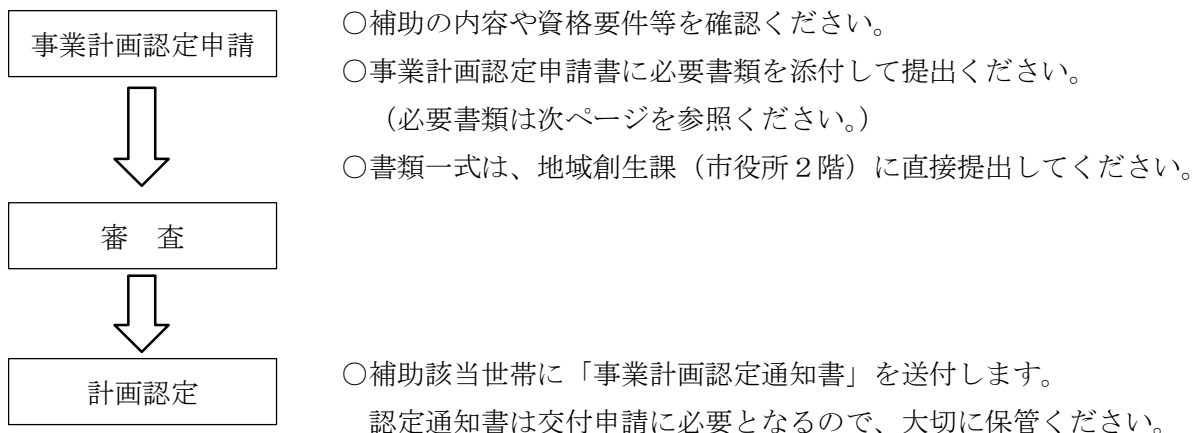 事業計画認定申請
○補助の内容や資格要件等を確認ください。
○事業計画認定申請書に必要書類を添付して提出ください。
（必要書類は次ページを参照ください。）
○書類一式は、地域創生課（市役所２階）に直接提出してください。
審　査
計画認定
○補助該当世帯に「事業計画認定通知書」を送付します。
認定通知書は交付申請に必要となるので、大切に保管ください。